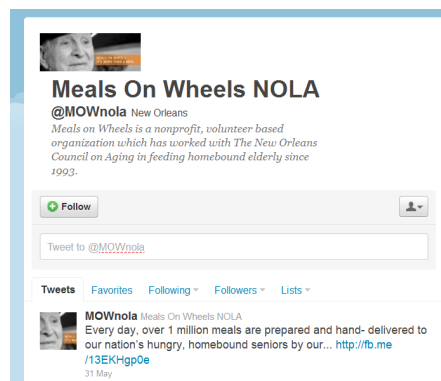 Meals On Wheels NOLA
@MOWnola New Orleans
Meals on Wheels is a nonprofit, volunteer based
organization which has worked with The New Orleans
Council on Aging in feeding homebound elderly since
1993.
Follow
Tweet to @MOWnola
Tweets Favorites Following Followers Lists
MOWnola Meals On Wheels NOLA
Every day, over 1 million meals are prepared and hand- delivered to
our nation's hungry, homebound seniors by our... http://fb.me
/13EKHgp0e
31 May